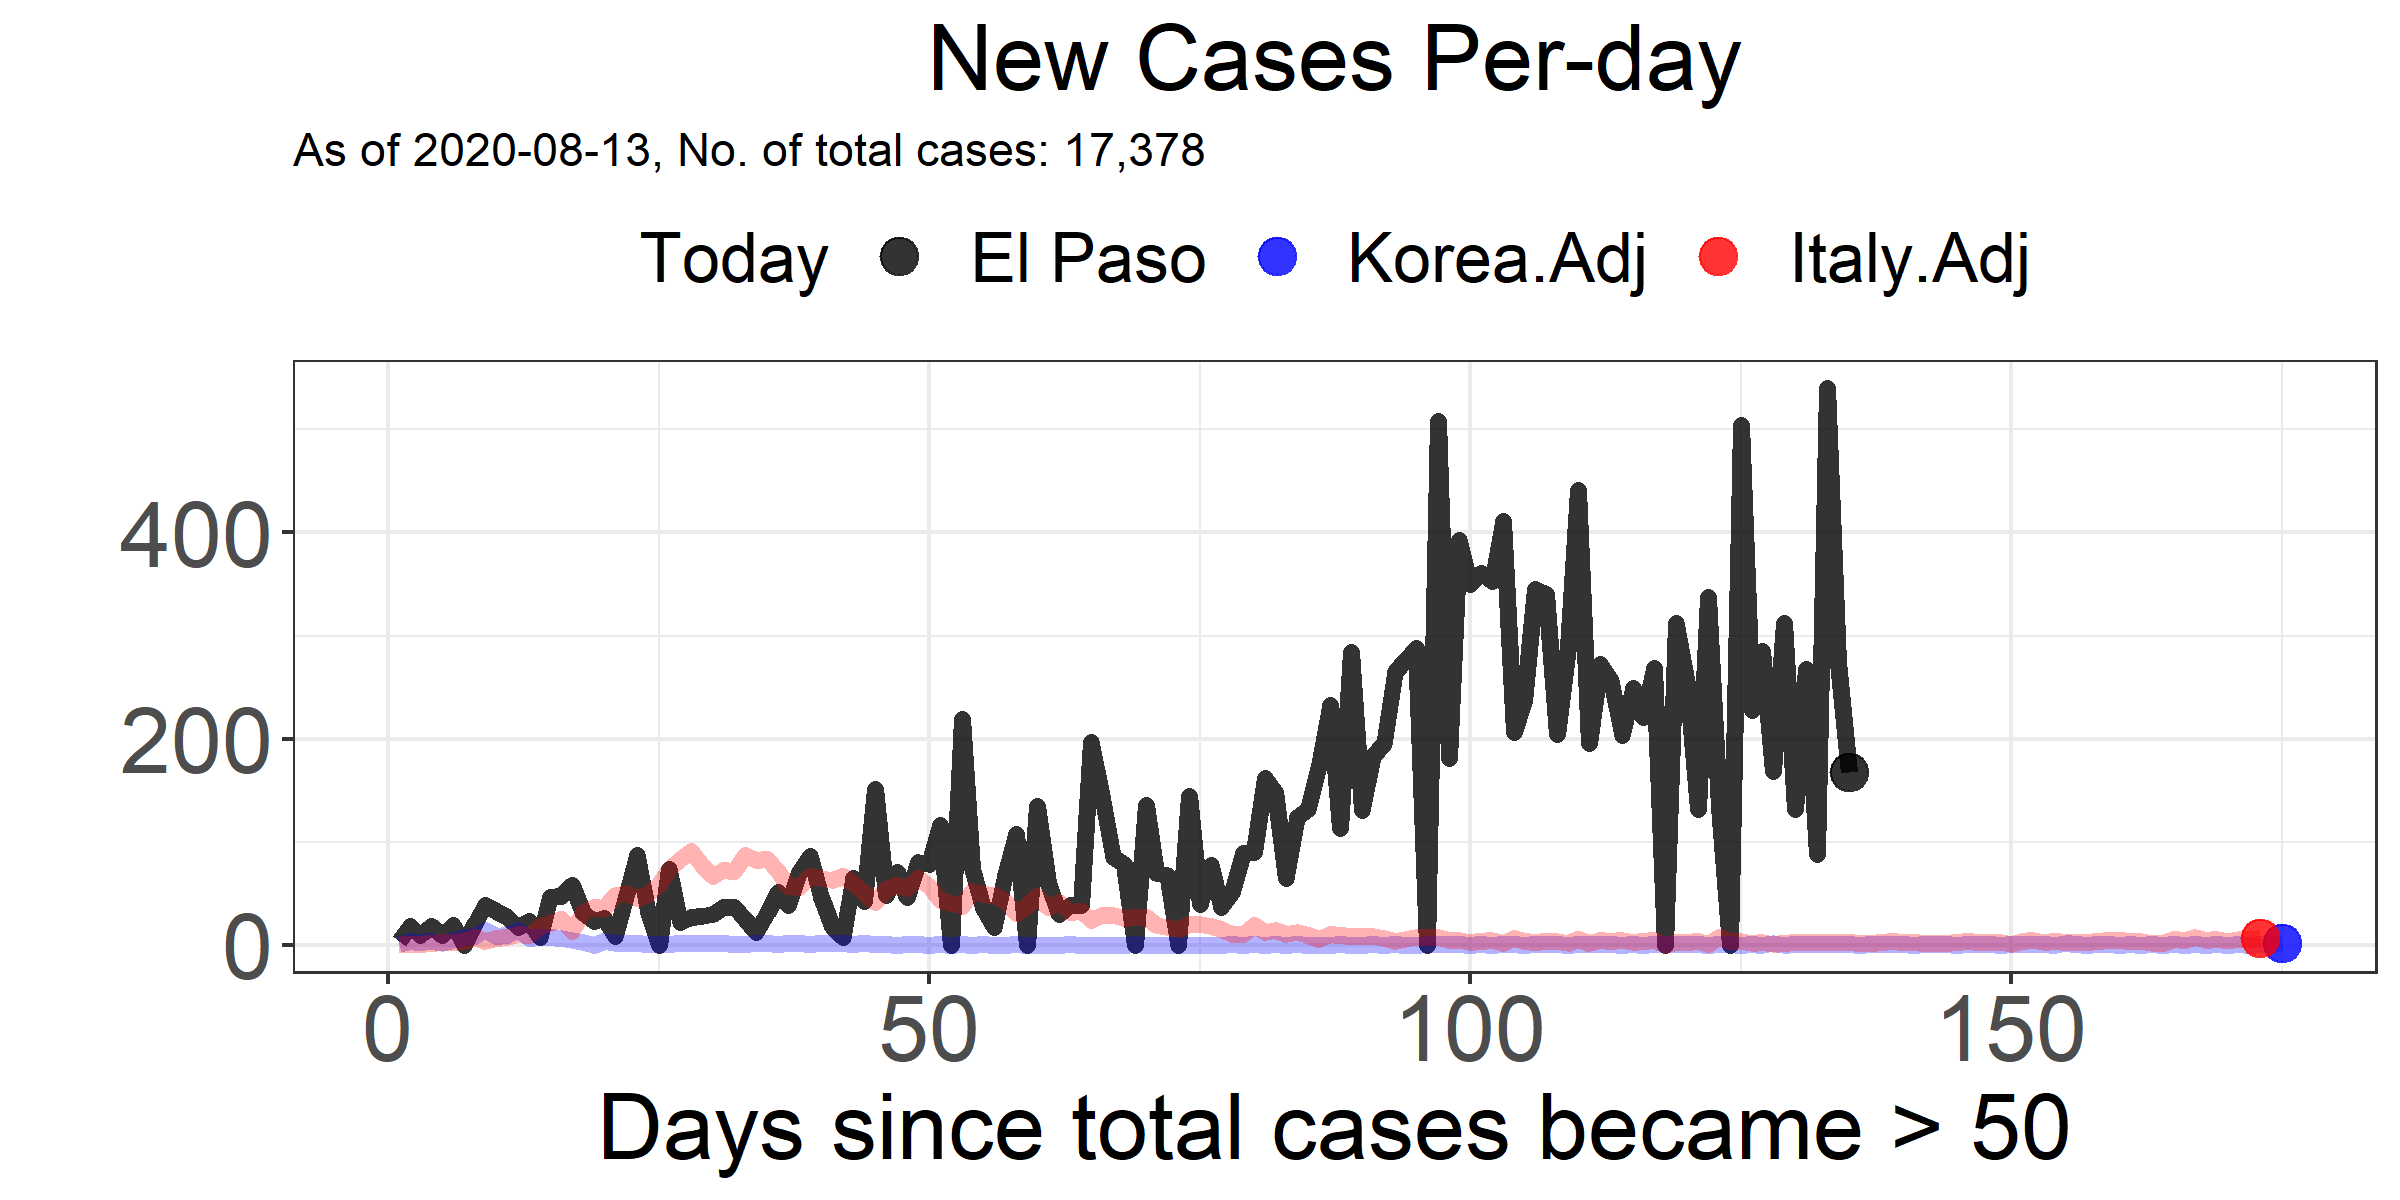 New Cases Per-day
As of 2020-08-13, No. of total cases: 17,378
Today El Paso Korea.Adj Italy.Adj
400
200
0
0 50 100 150
Days since total cases became > 50